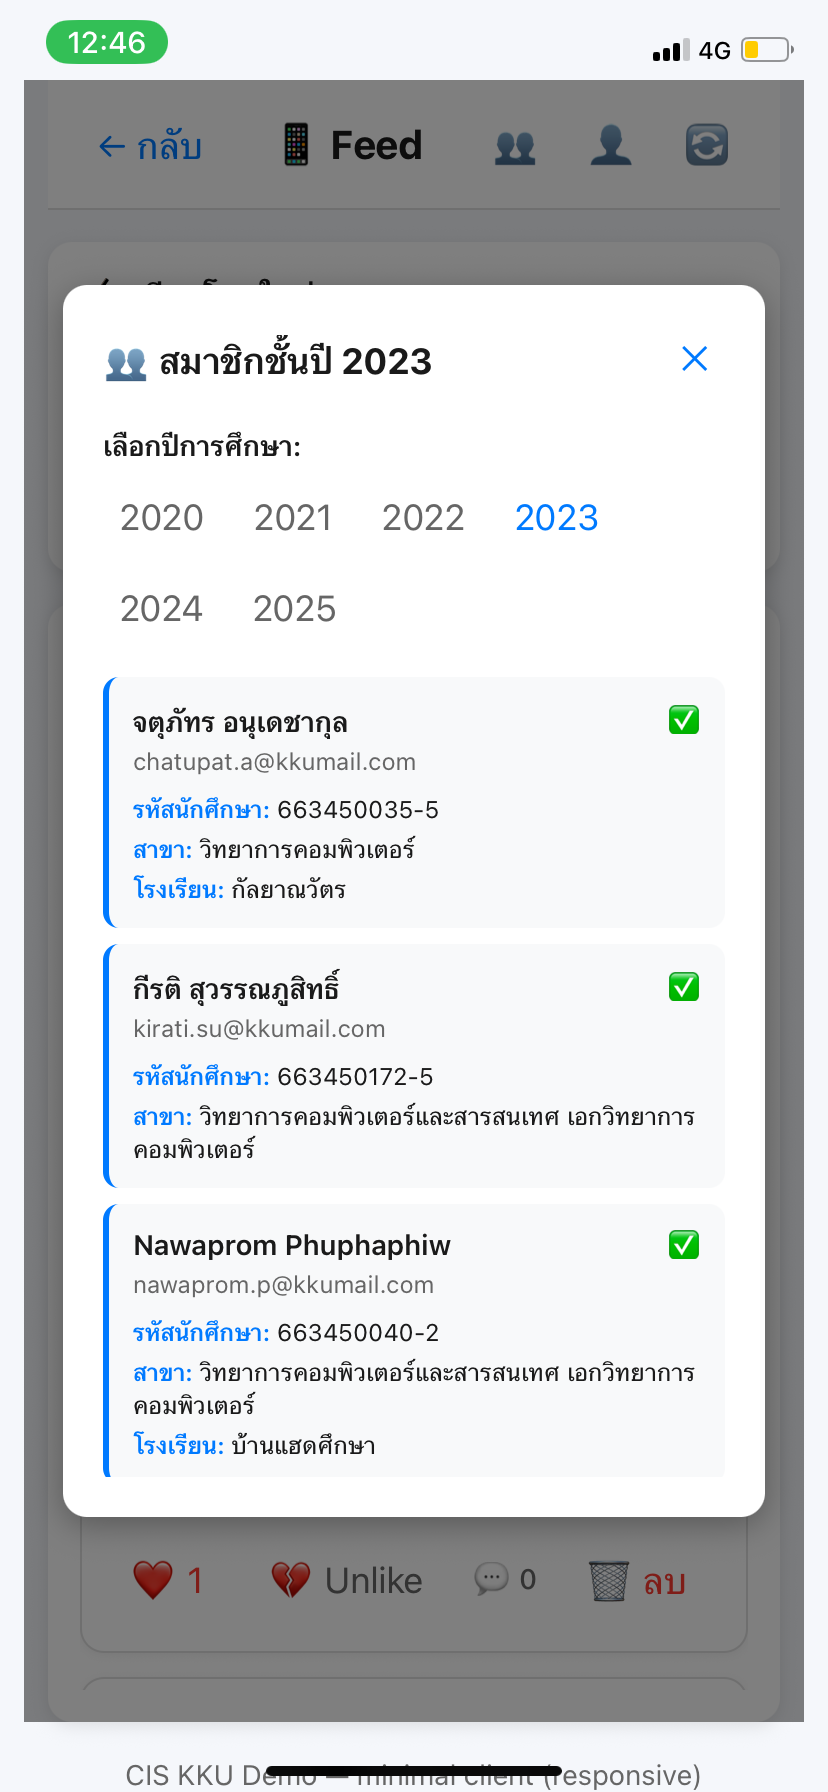 12:46
4G
← กลับ
Feed
สมาชิกชั้นปี 2023
เลือกปีการศึกษา:
2020 2021 2022 2023
2024 2025
จตุภัทร อนุเดชากุล
chatupat.a@kkumail.com
รหัสนักศึกษา: 663450035-5
สาขา: วิทยาการคอมพิวเตอร์
โรงเรียน: กัลยาณวัตร
กีรติ สุวรรณภูสิทธิ์
kirati.su@kkumail.com
รหัสนักศึกษา: 663450172-5
สาขา: วิทยาการคอมพิวเตอร์และสารสนเทศ เอกวิทยาการ
คอมพิวเตอร์
Nawaprom Phuphaphiw
nawaprom.p@kkumail.com
รหัสนักศึกษา: 663450040-2
สาขา: วิทยาการคอมพิวเตอร์และสารสนเทศ เอกวิทยาการ
คอมพิวเตอร์
โรงเรียน: บ้านแฮดศึกษา
1 Unlike 0 ลบ
CIS KKU Demo — minimal client (responsive)